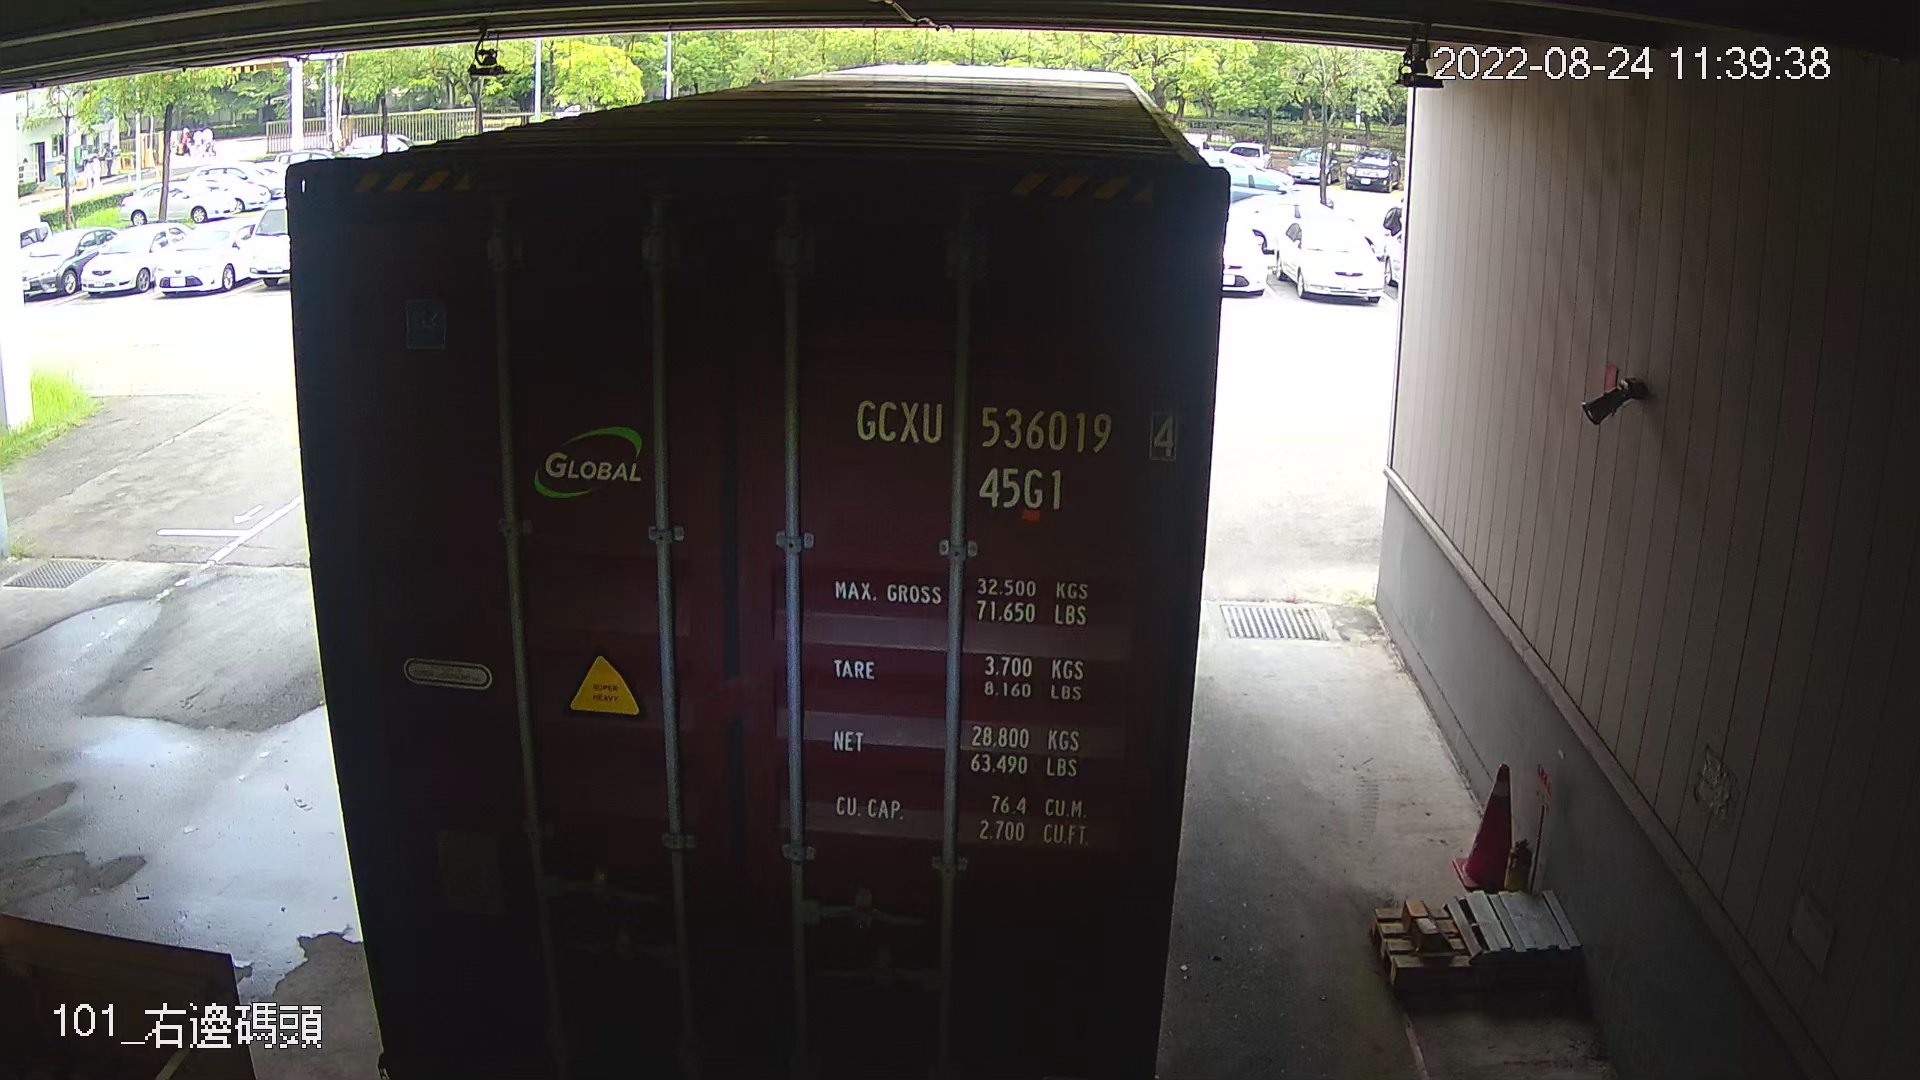 2022-08-24 11:39:38
GCXU 536019 4
GLOBAL
45G1
MAX. GROSS 32.500 KGS
71.650 LBS
TARE 3.700 KGS
8.160 LBS
SUPER
HEAVY
NET 28.800 KGS
63.490 LBS
CU. CAP. 76.4 CU.M.
2.700 CU.FT.
101_右邊碼頭